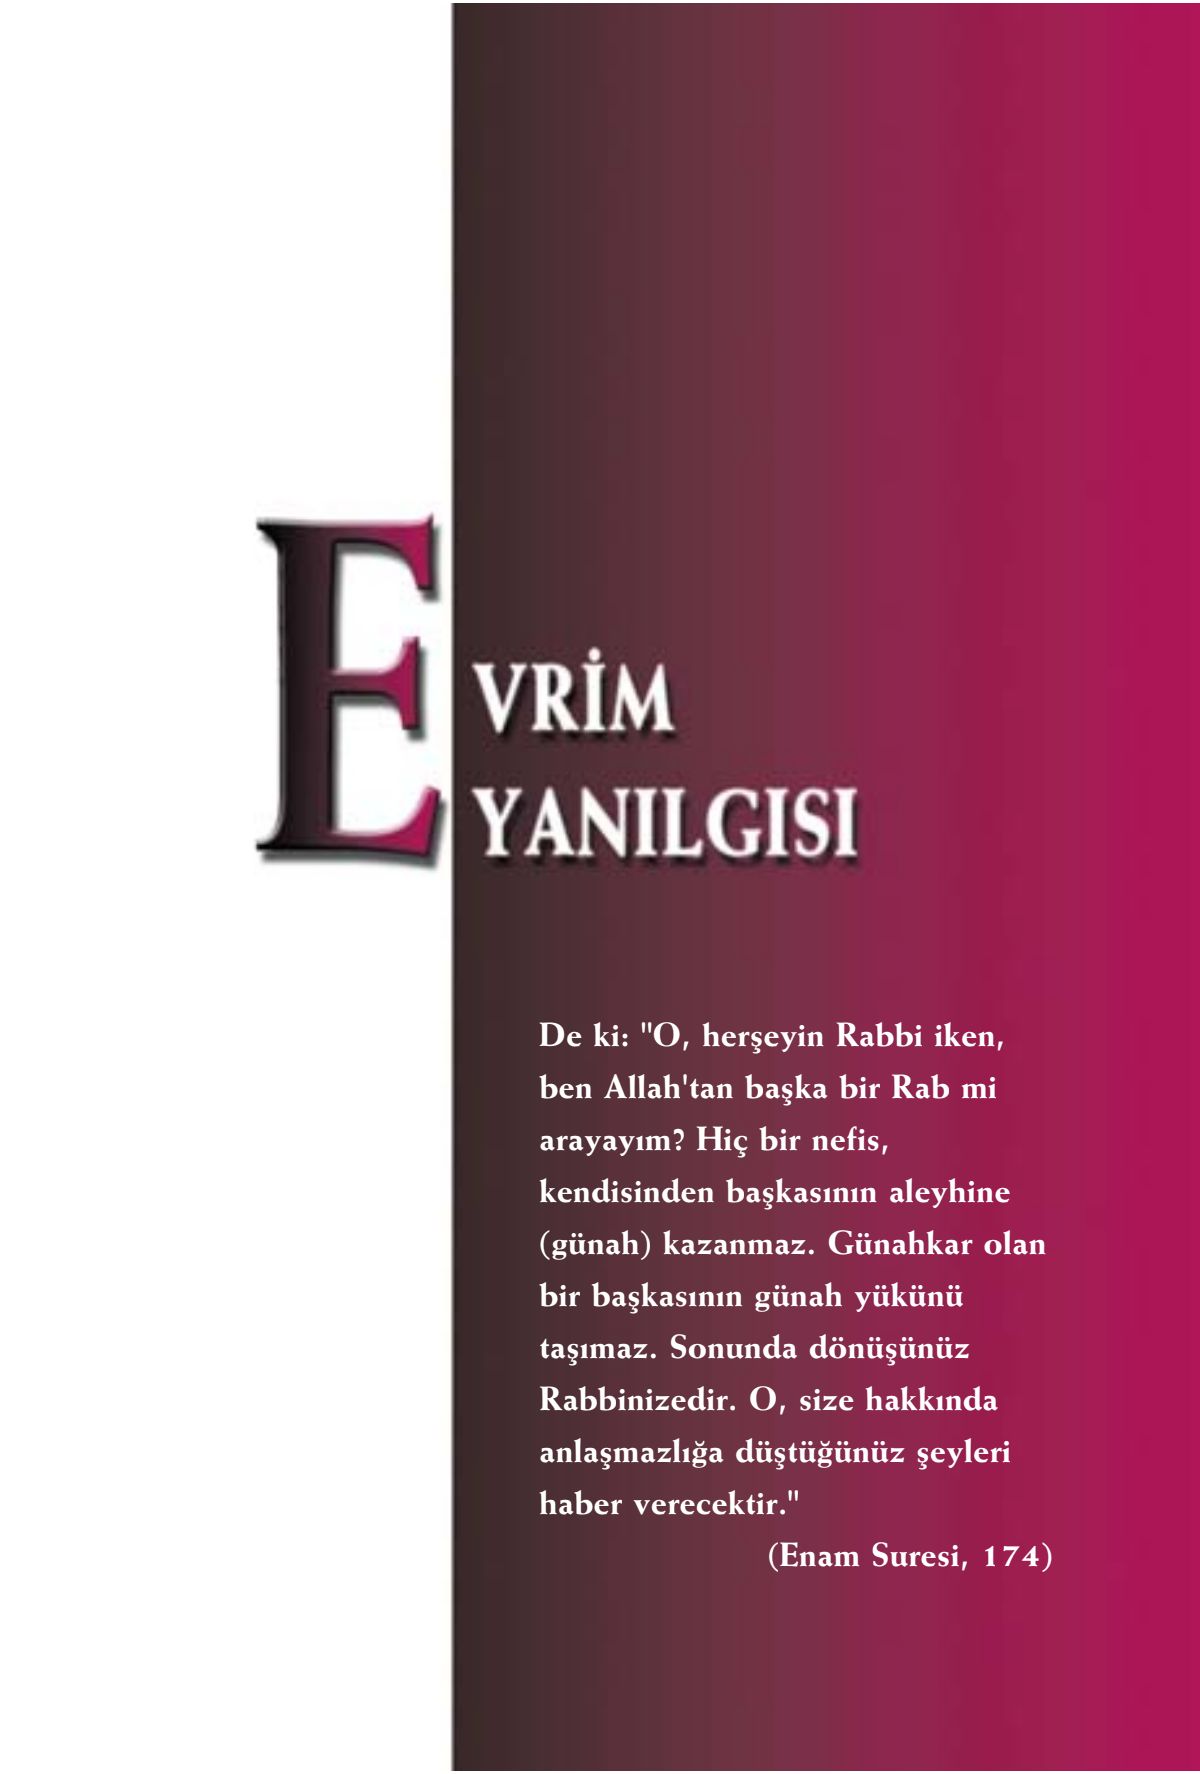 EVRİM
YANILGISI
De ki: "O, herşeyin Rabbi iken,
ben Allah'tan başka bir Rab mi
arayayım? Hiç bir nefis,
kendisinden başkasının aleyhine
(günah) kazanmaz. Günahkar olan
bir başkasının günah yükünü
taşımaz. Sonunda dönüşünüz
Rabbinizedir. O, size hakkında
anlaşmazlığa düştüğünüz şeyleri
haber verecektir."
(Enam Suresi, 174)